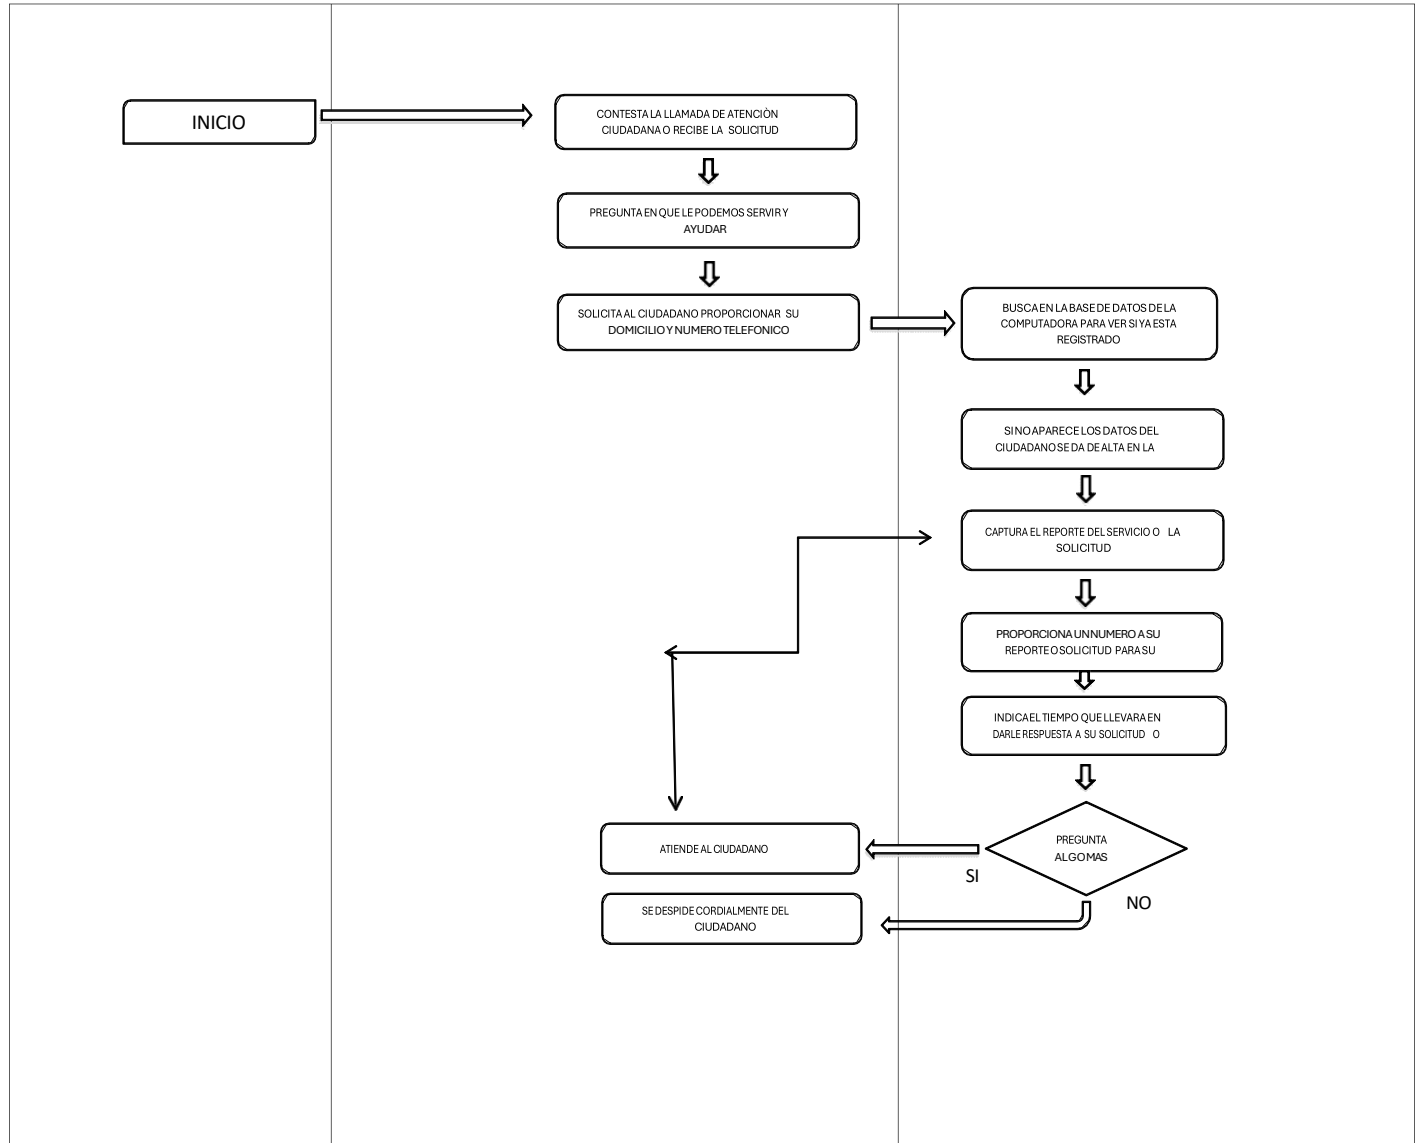 INICIO
CONTESTA LA LLAMADA DE ATENCIÒN
CIUDADANA O RECIBE LA SOLICITUD
PREGUNTA EN QUE LE PODEMOS SERVIR Y
AYUDAR
SOLICITA AL CIUDADANO PROPORCIONAR SU
DOMICILIO Y NUMERO TELEFONICO
BUSCA EN LA BASE DE DATOS DE LA
COMPUTADORA PARA VER SI YA ESTA
REGISTRADO
SI NO APARECE LOS DATOS DEL
CIUDADANO SE DA DE ALTA EN LA
CAPTURA EL REPORTE DEL SERVICIO O LA
SOLICITUD
PROPORCIONA UN NUMERO A SU
REPORTE O SOLICITUD PARA SU
INDICA EL TIEMPO QUE LLEVARA EN
DARLE RESPUESTA A SU SOLICITUD O
PREGUNTA
ALGO MAS
SI
NO
ATIENDE AL CIUDADANO
SE DESPIDE CORDIALMENTE DEL
CIUDADANO